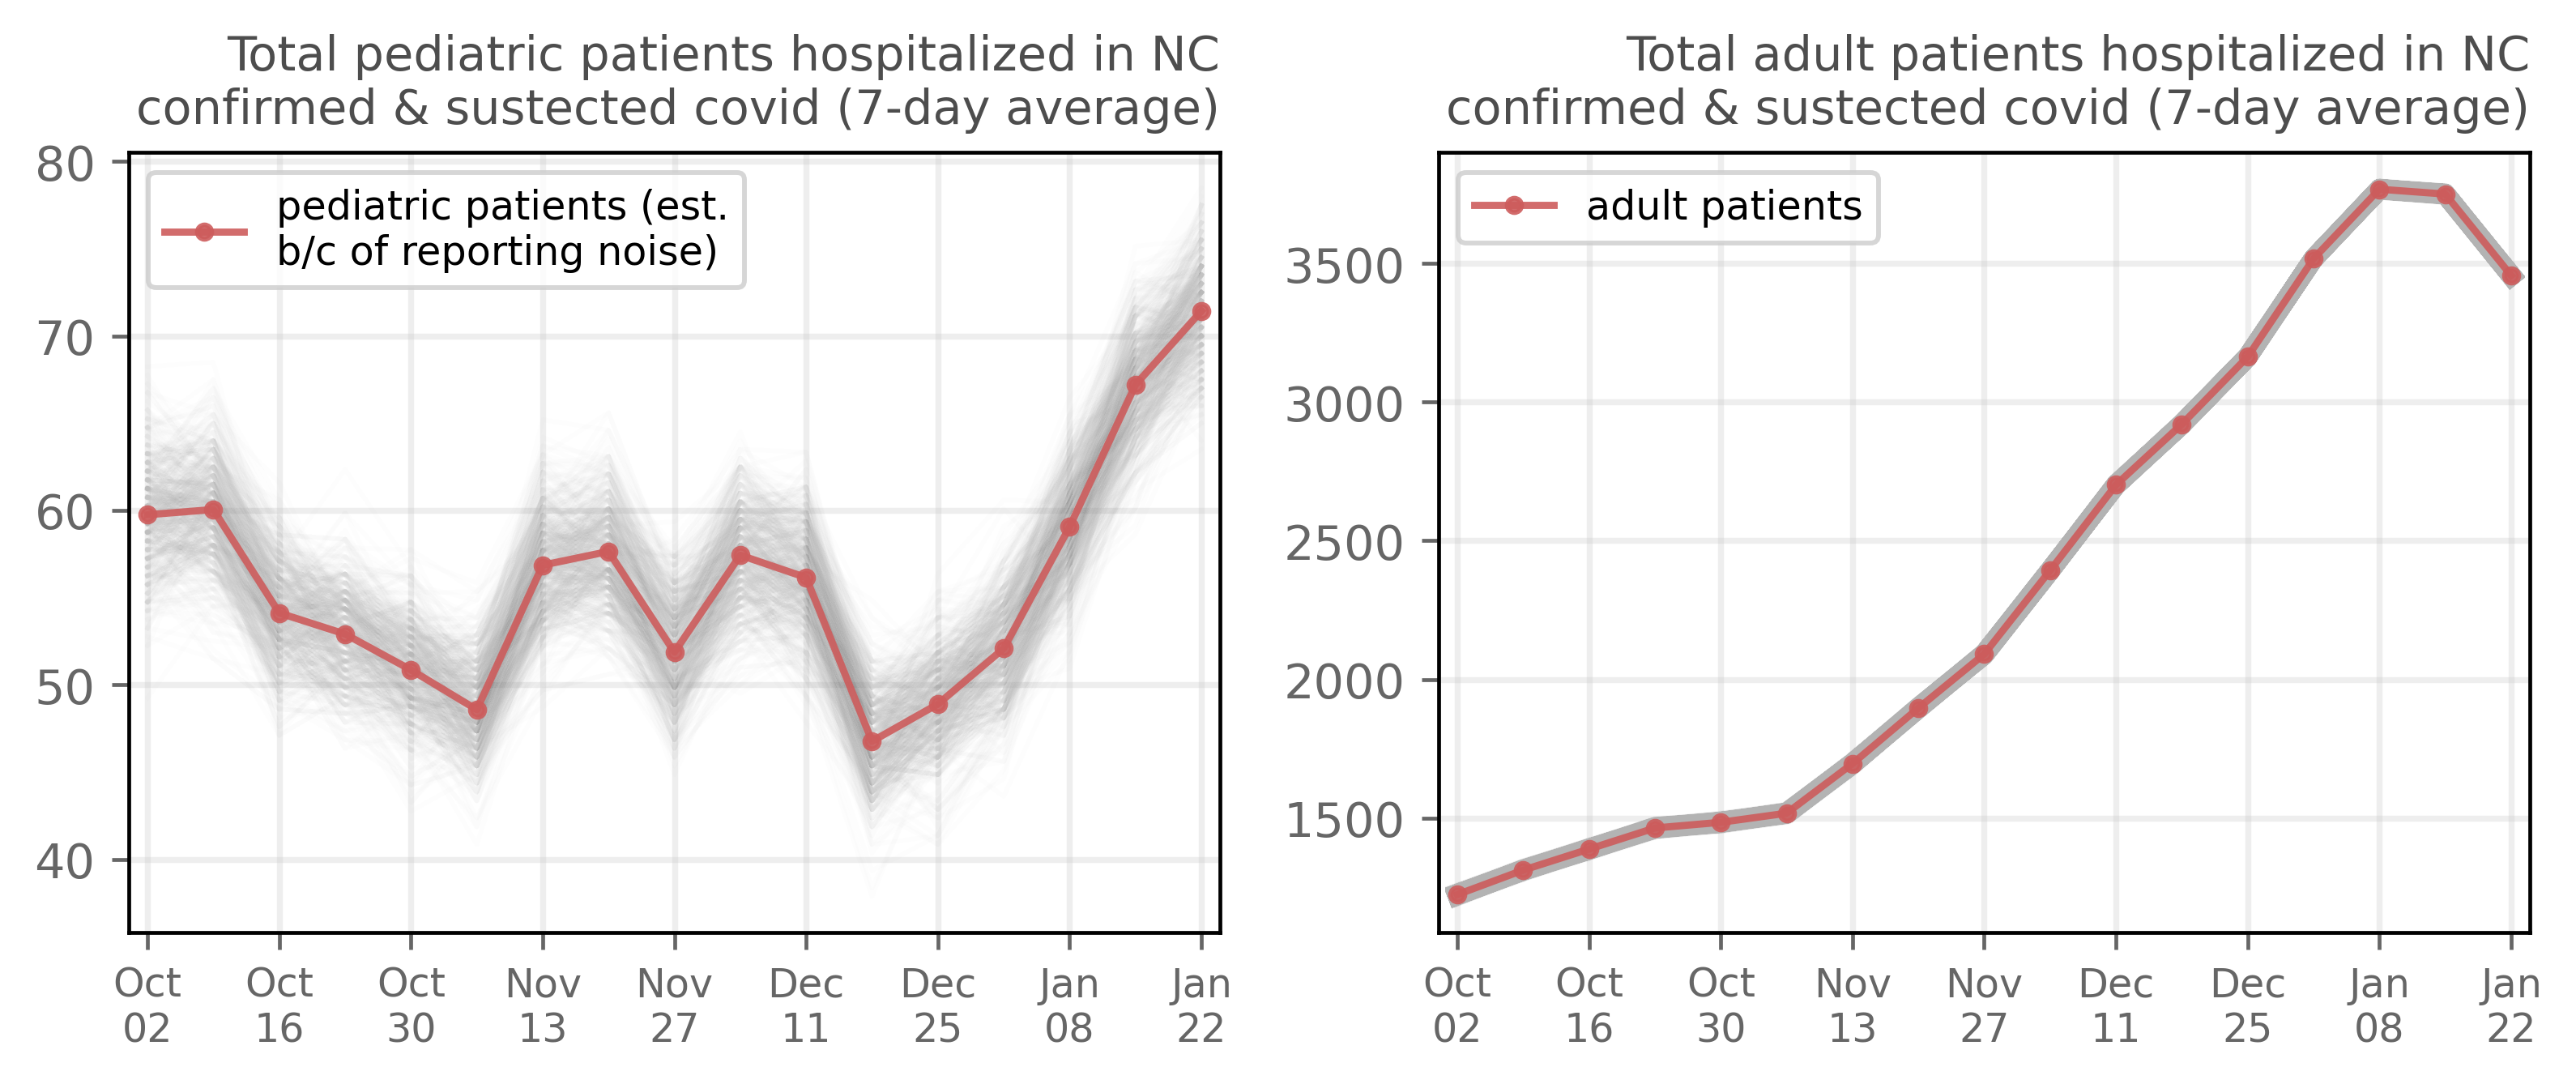 Total pediatric patients hospitalized in NC
confirmed & sustected covid (7-day average)
80
70
60
50
40
pediatric patients (est.
b/c of reporting noise)
Oct
02
Oct
16
Oct
30
Nov
13
Nov
27
Dec
11
Dec
25
Jan
08
Jan
22
Total adult patients hospitalized in NC
confirmed & sustected covid (7-day average)
adult patients
3500
3000
2500
2000
1500
Oct
02
Oct
16
Oct
30
Nov
13
Nov
27
Dec
11
Dec
25
Jan
08
Jan
22